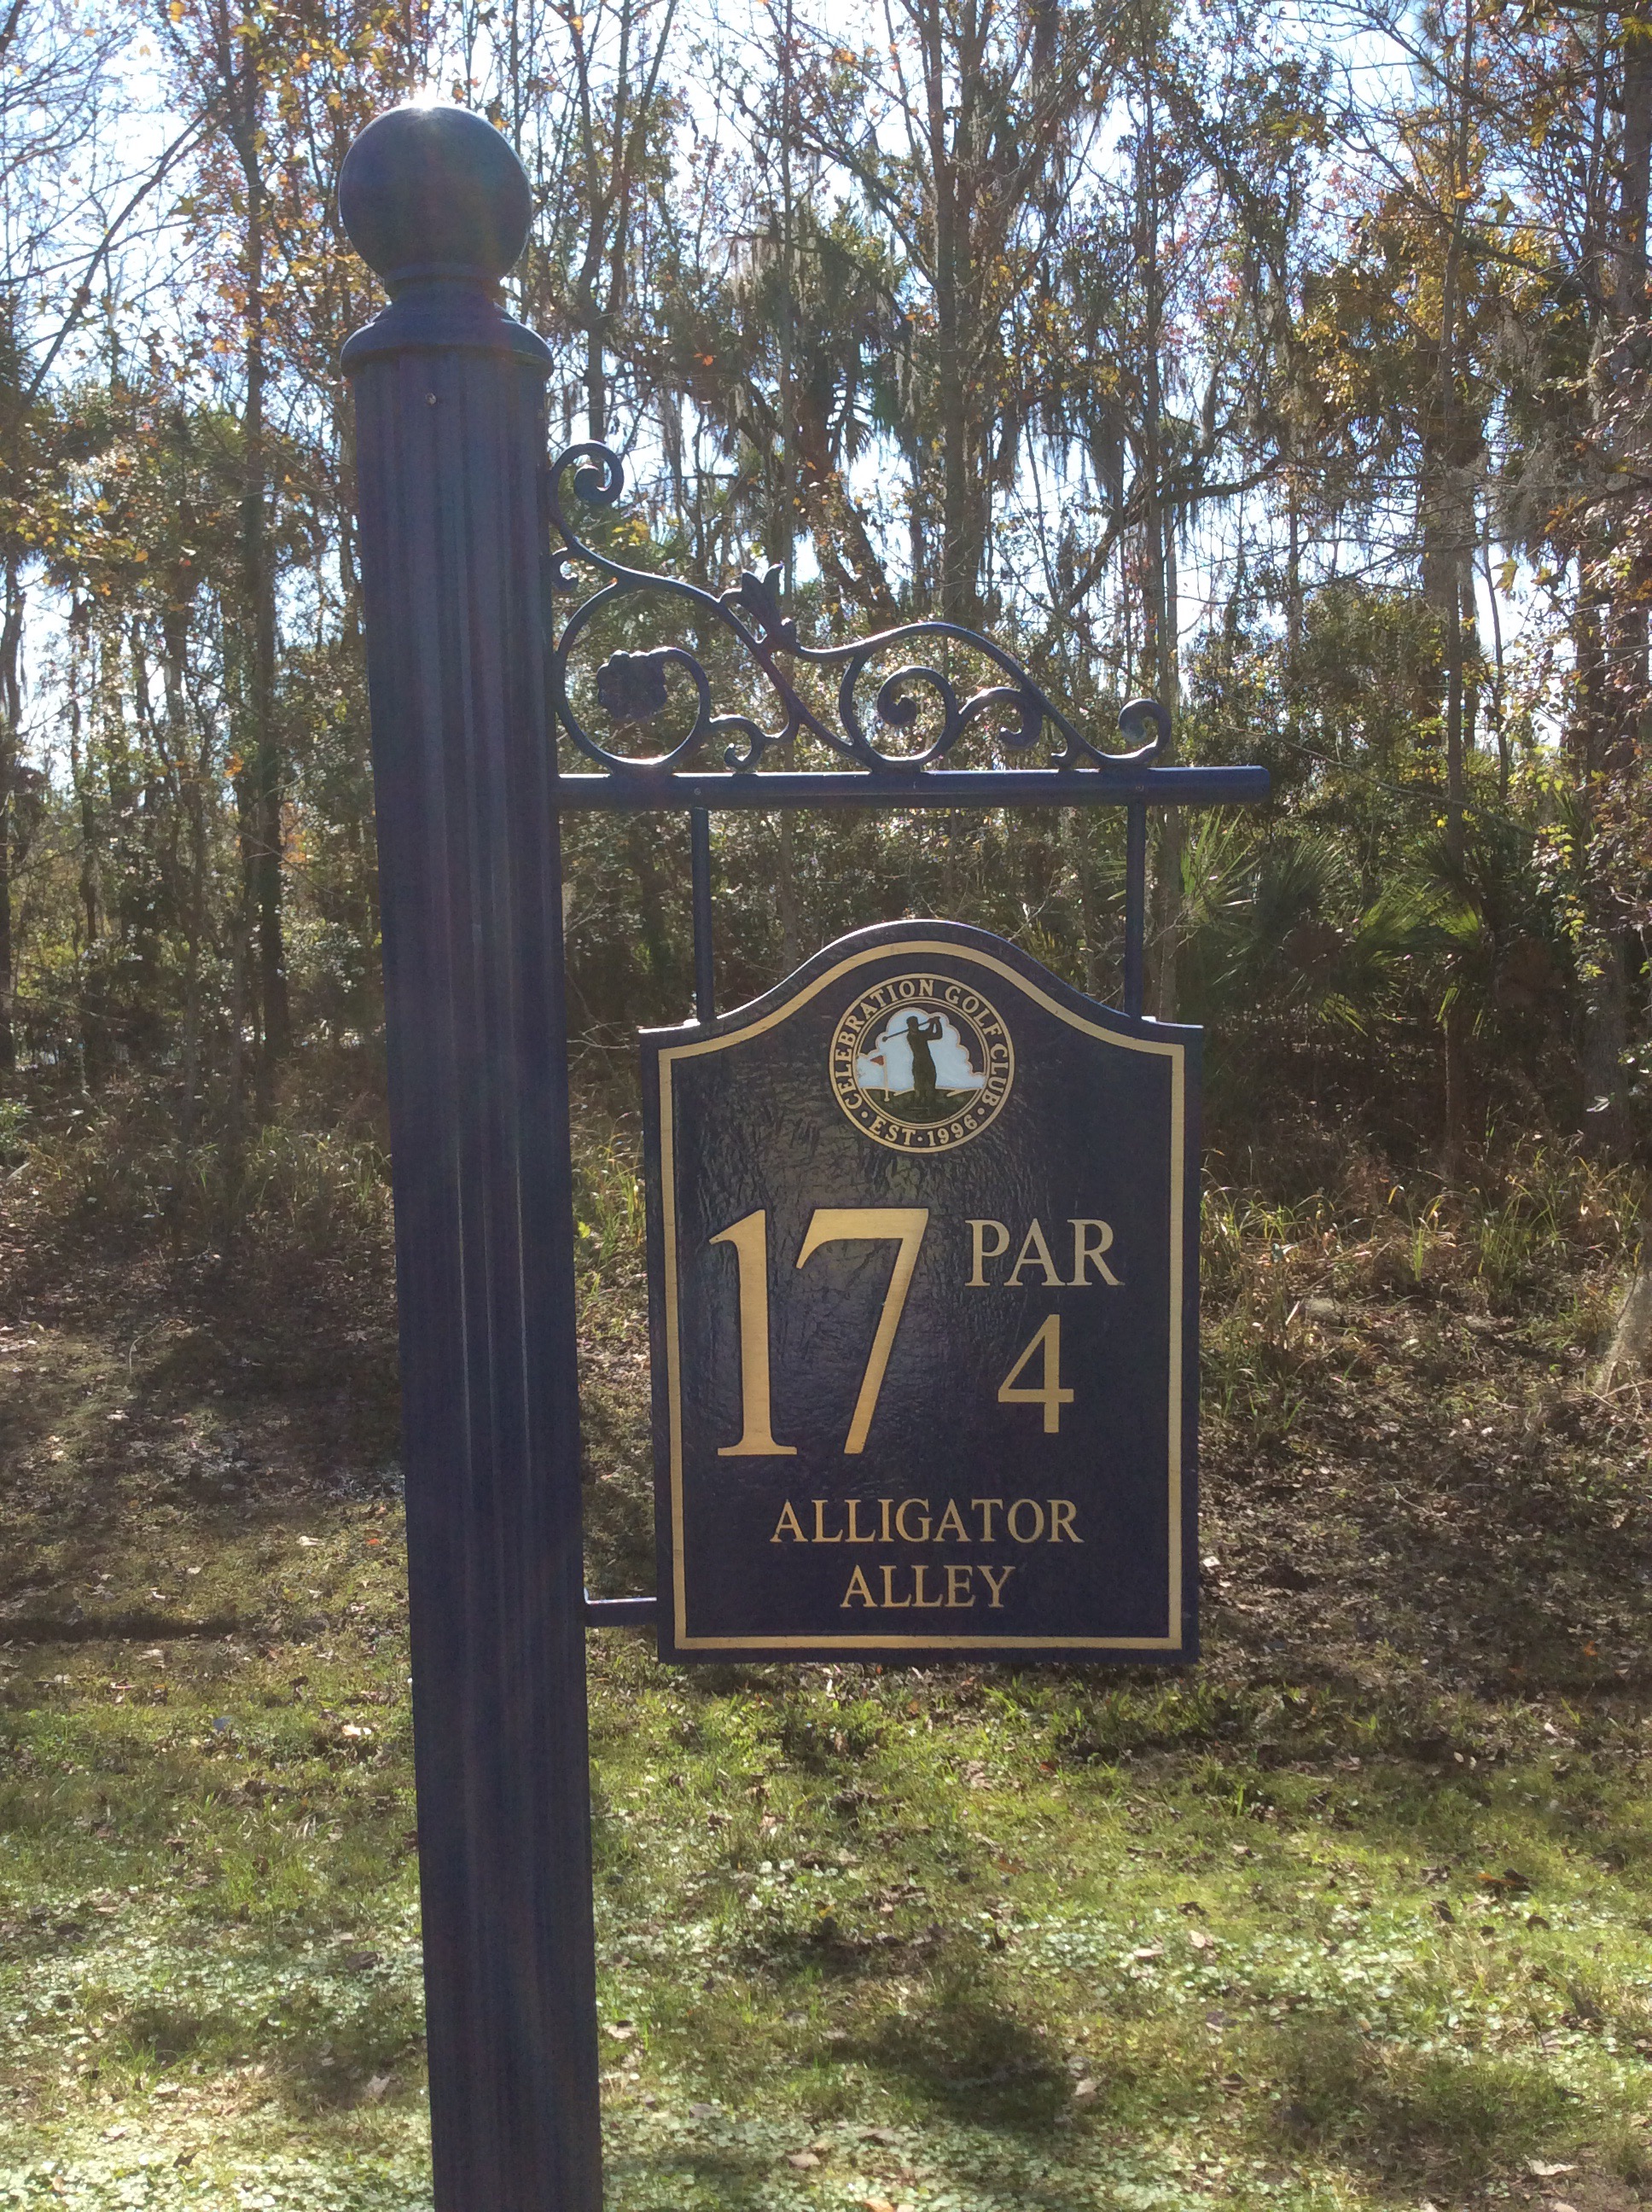 CELEBRATION GOLF CLUB
· EST · 1996 ·
17 PAR
4
ALLIGATOR
ALLEY